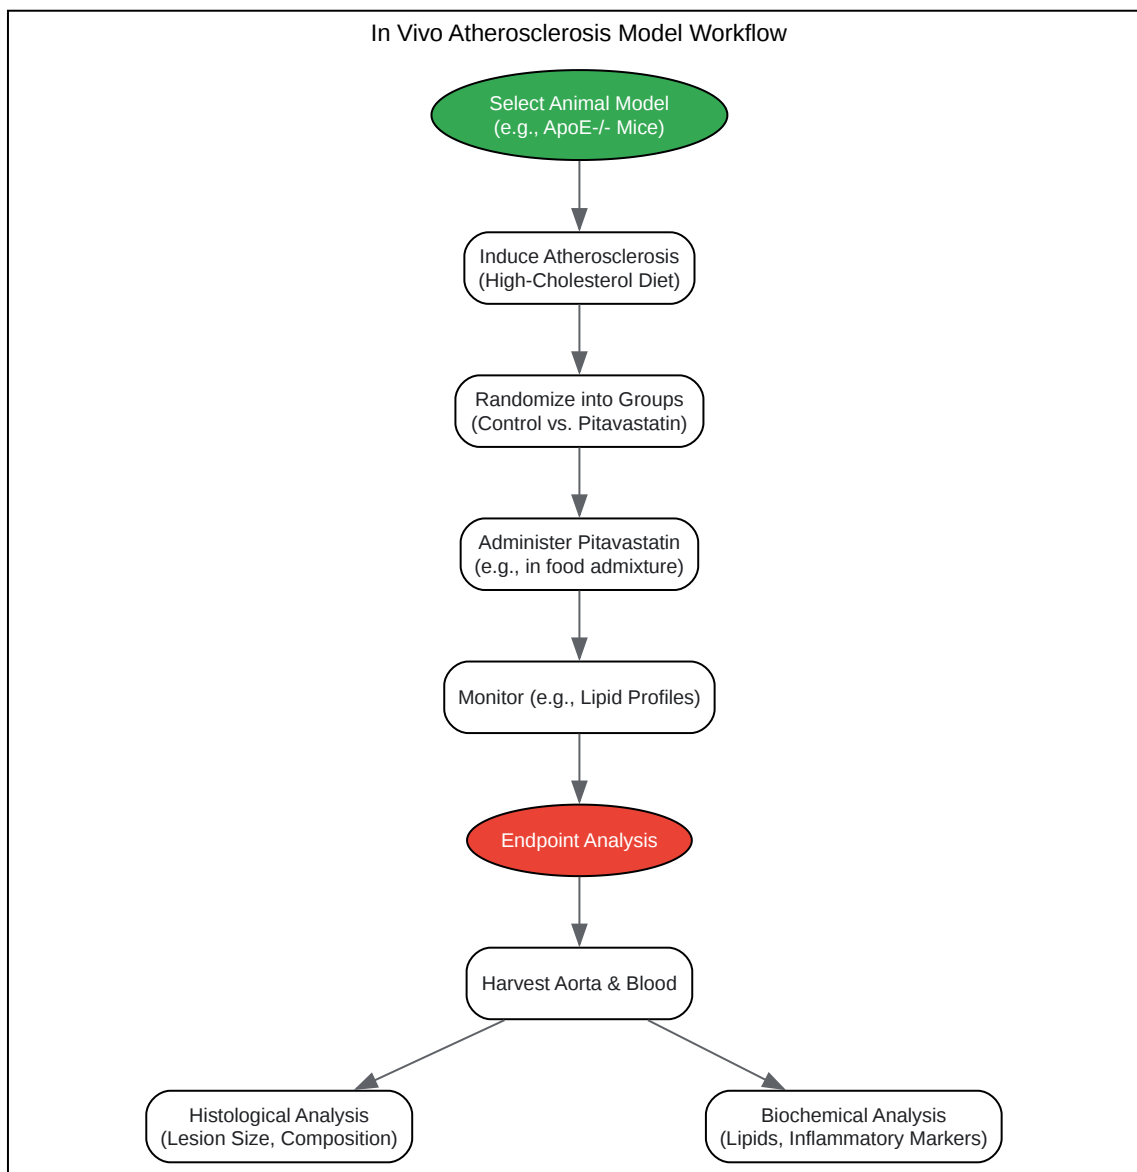 In Vivo Atherosclerosis Model Workflow
Select Animal Model
(e.g., ApoE-/- Mice)
Induce Atherosclerosis
(High-Cholesterol Diet)
Randomize into Groups
(Control vs. Pitavastatin)
Administer Pitavastatin
(e.g., in food admixture)
Monitor (e.g., Lipid Profiles)
Endpoint Analysis
Harvest Aorta & Blood
Histological Analysis
(Lesion Size, Composition)
Biochemical Analysis
(Lipids, Inflammatory Markers)